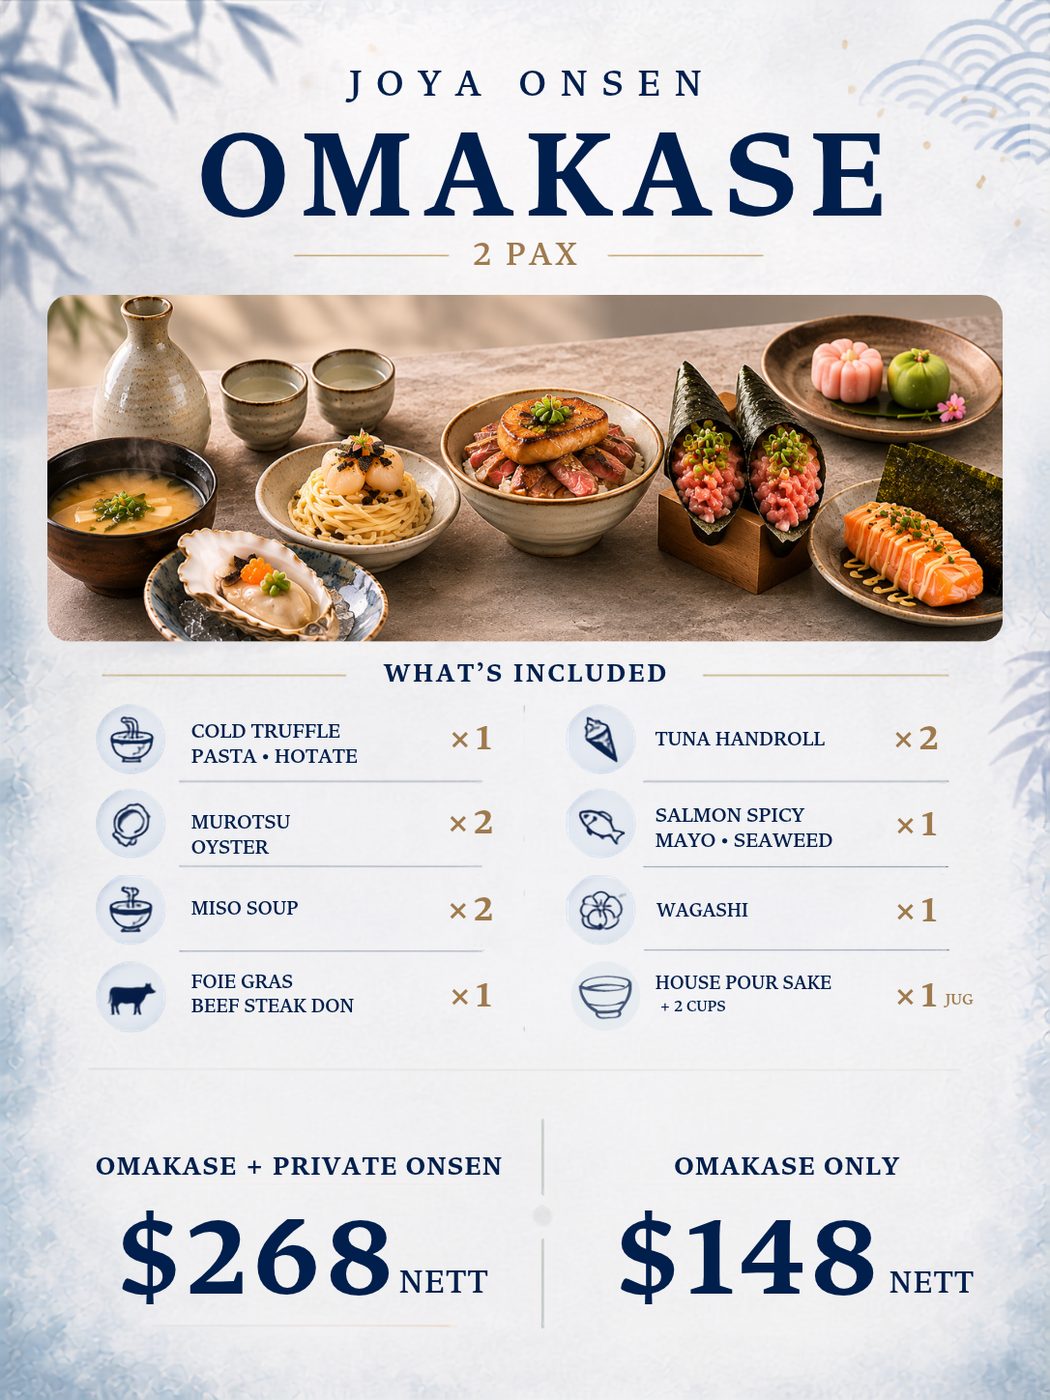 JOYA ONSEN
OMAKASE
2 PAX
WHAT’S INCLUDED
COLD TRUFFLE
PASTA • HOTATE
×1
MUROTSU
OYSTER
×2
MISO SOUP
×2
FOIE GRAS
BEEF STEAK DON
×1
TUNA HANDROLL
×2
SALMON SPICY
MAYO • SEAWEED
×1
WAGASHI
×1
HOUSE POUR SAKE
+ 2 CUPS
×1 JUG
OMAKASE + PRIVATE ONSEN
$268 NETT
OMAKASE ONLY
$148 NETT